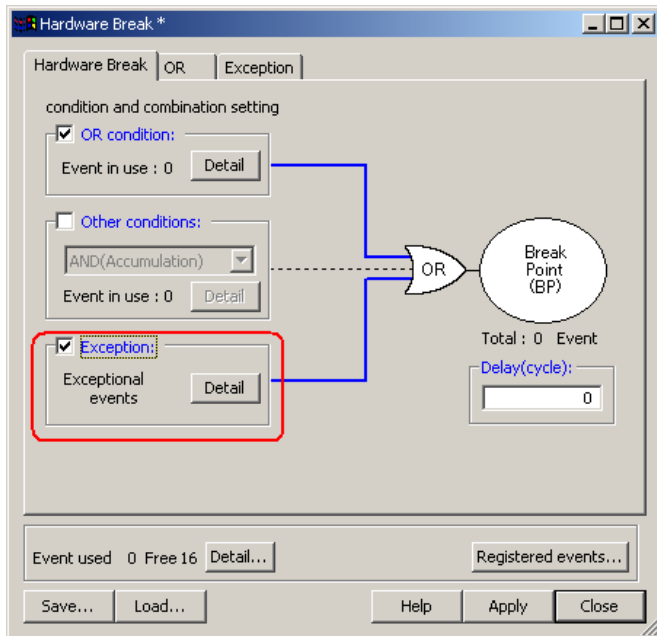 Hardware Break *
Hardware Break OR Exception
condition and combination setting
OR condition:
Event in use : 0 Detail
Other conditions:
AND(Accumulation)
Event in use : 0 Detail
Exception:
Exceptional
events
Detail
OR
Break
Point
(BP)
Total : 0 Event
Delay(cycle):
0
Event used 0 Free 16 Detail... Registered events...
Save... Load... Help Apply Close